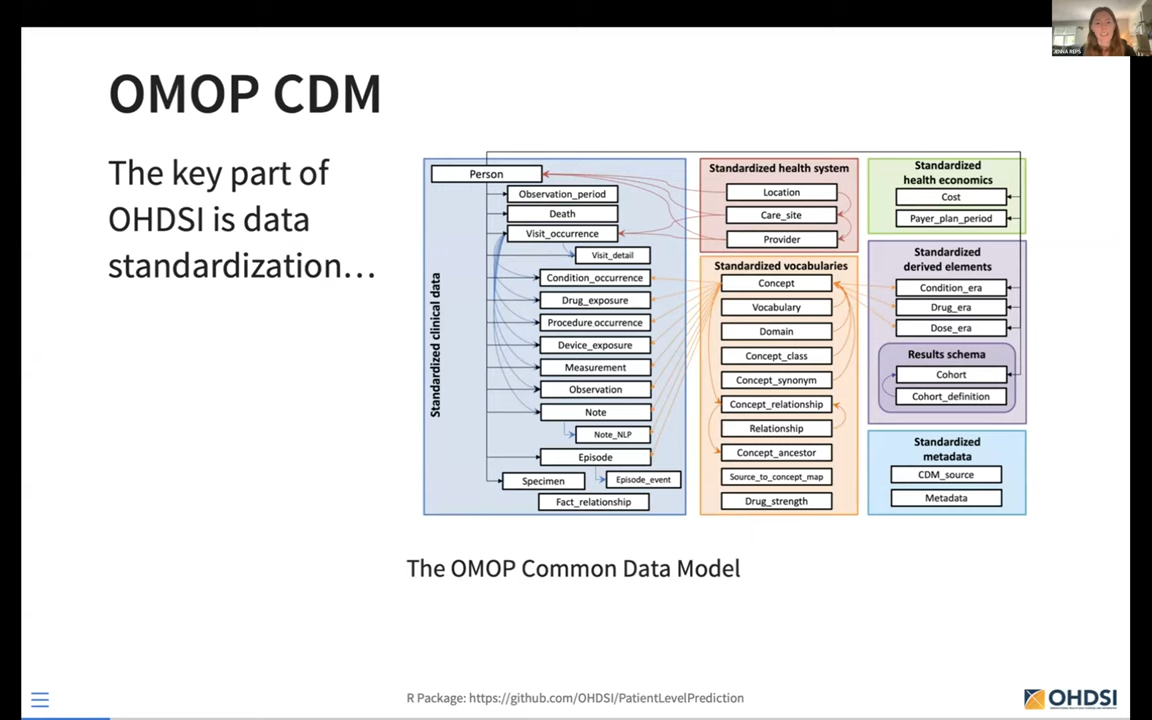 OMOP CDM
The key part of
OHDSI is data
standardization…
Standardized clinical data
Person
Observation_period
Death
Visit_occurrence
Visit_detail
Condition_occurrence
Drug_exposure
Procedure occurrence
Device_exposure
Measurement
Observation
Note
Note_NLP
Episode
Specimen
Episode_event
Fact_relationship
Standardized health system
Location
Care_site
Provider
Standardized vocabularies
Concept
Vocabulary
Domain
Concept_class
Concept_synonym
Concept_relationship
Relationship
Concept_ancestor
Source_to_concept_map
Drug_strength
Standardized
health economics
Cost
Payer_plan_period
Standardized
derived elements
Condition_era
Drug_era
Dose_era
Results schema
Cohort
Cohort_definition
Standardized
metadata
CDM_source
Metadata
The OMOP Common Data Model
R Package: https://github.com/OHDSI/PatientLevelPrediction
OHDSI
JENNA REPS